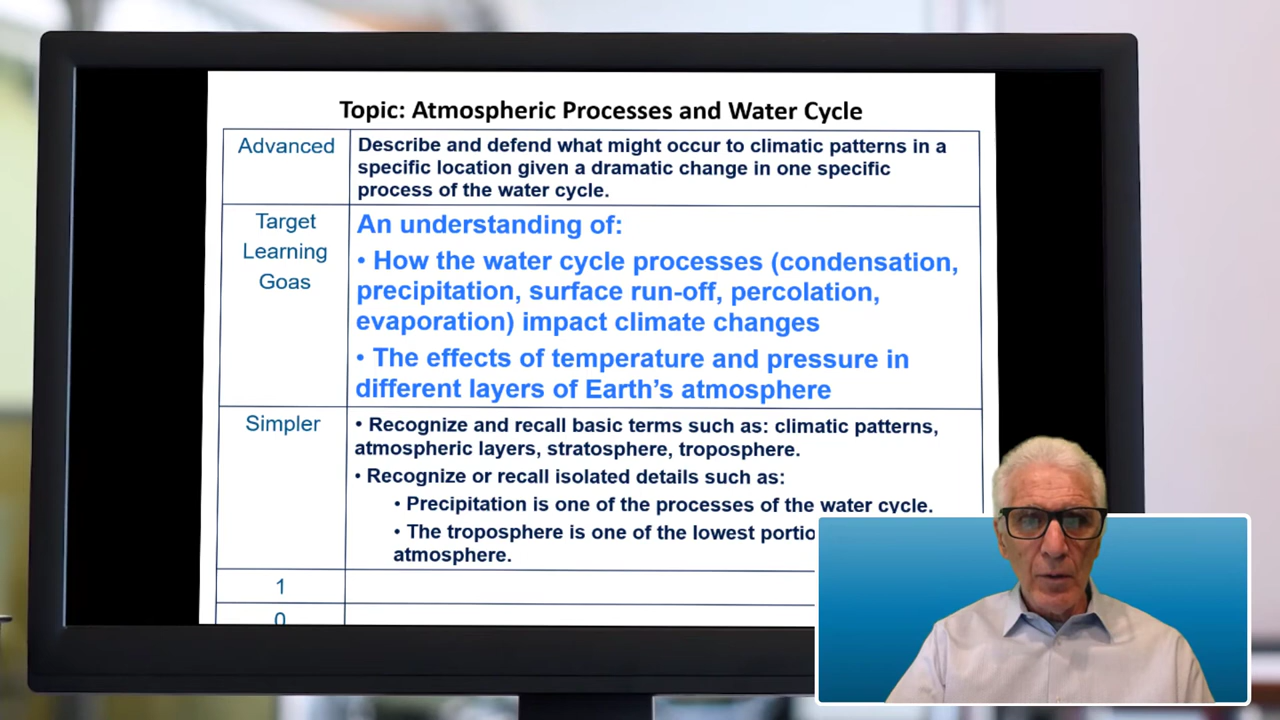 Topic: Atmospheric Processes and Water Cycle
Advanced
Describe and defend what might occur to climatic patterns in a
specific location given a dramatic change in one specific
process of the water cycle.
Target
Learning
Goas
An understanding of:
• How the water cycle processes (condensation,
precipitation, surface run-off, percolation,
evaporation) impact climate changes
• The effects of temperature and pressure in
different layers of Earth's atmosphere
Simpler
• Recognize and recall basic terms such as: climatic patterns,
atmospheric layers, stratosphere, troposphere.
• Recognize or recall isolated details such as:
• Precipitation is one of the processes of the water cycle.
• The troposphere is one of the lowest
atmosphere.
1
0